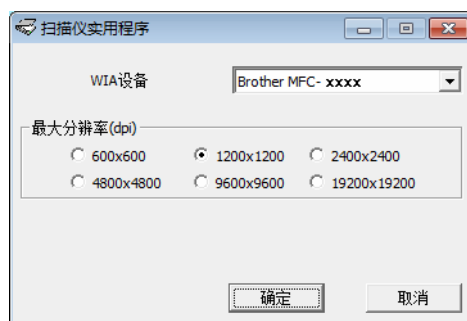 扫描仪实用程序
WIA设备 Brother MFC- xxxx
最大分辨率(dpi)
600x600 1200x1200 2400x2400
4800x4800 9600x9600 19200x19200
确定 取消